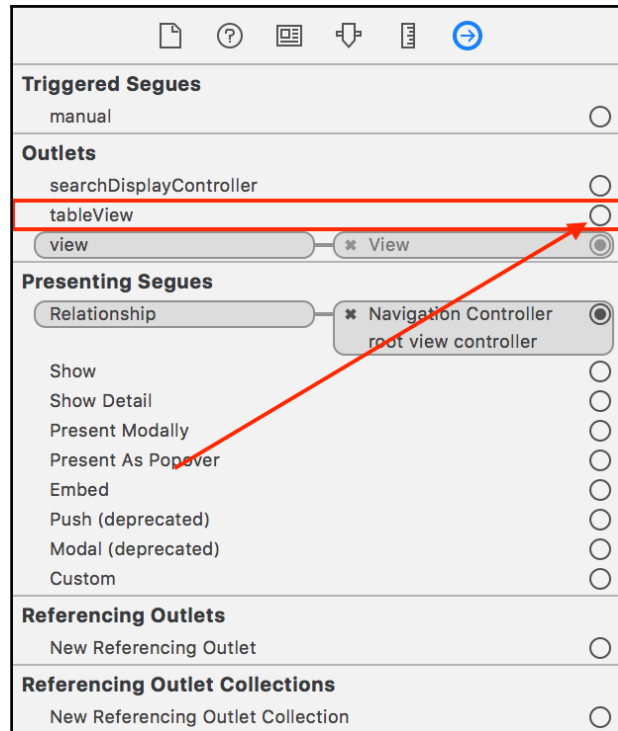 Triggered Segues
manual
Outlets
searchDisplayController
tableView
view
View
Presenting Segues
Relationship
Navigation Controller
root view controller
Show
Show Detail
Present Modally
Present As Popover
Embed
Push (deprecated)
Modal (deprecated)
Custom
Referencing Outlets
New Referencing Outlet
Referencing Outlet Collections
New Referencing Outlet Collection